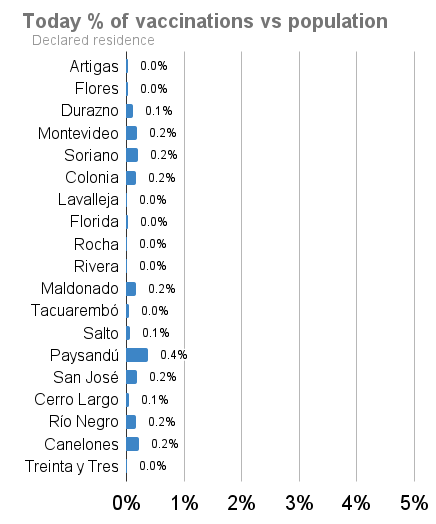 Today % of vaccinations vs population
Declared residence
Artigas 0.0%
Flores 0.0%
Durazno 0.1%
Montevideo 0.2%
Soriano 0.2%
Colonia 0.2%
Lavalleja 0.0%
Florida 0.0%
Rocha 0.0%
Rivera 0.0%
Maldonado 0.2%
Tacuarembó 0.0%
Salto 0.1%
Paysandú 0.4%
San José 0.2%
Cerro Largo 0.1%
Río Negro 0.2%
Canelones 0.2%
Treinta y Tres 0.0%
0% 1% 2% 3% 4% 5%